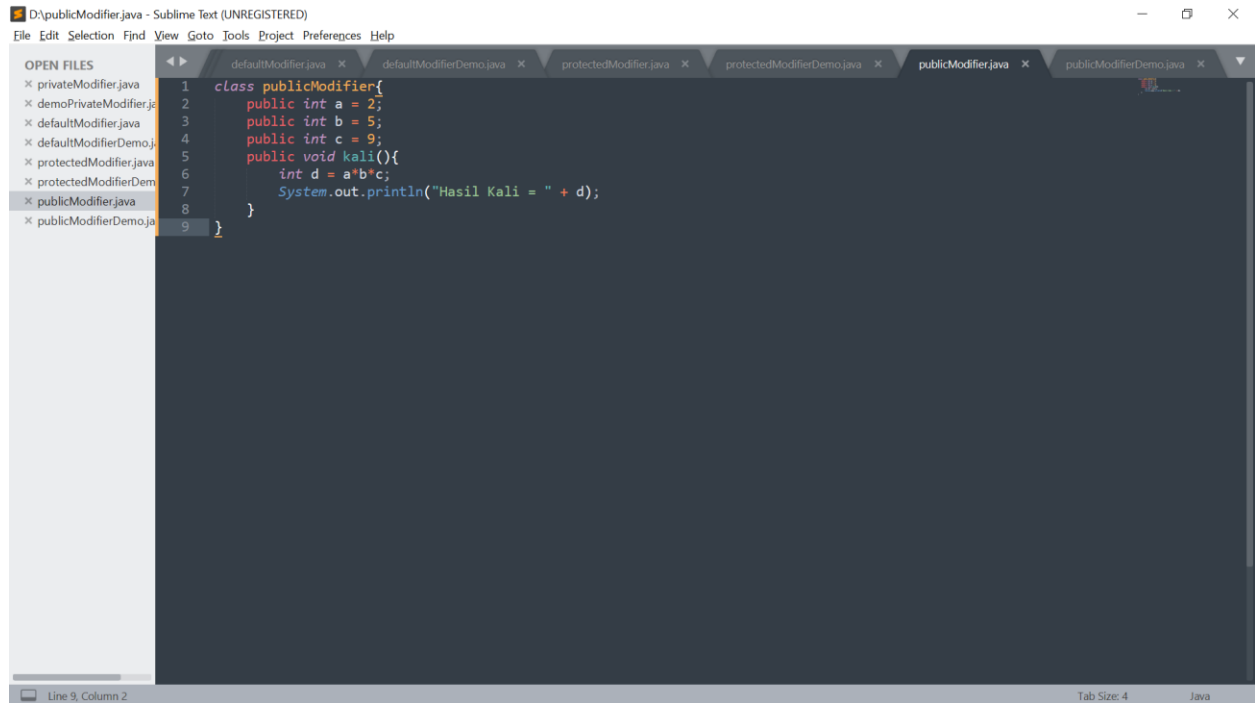 D:\publicModifier.java - Sublime Text (UNREGISTERED)
File Edit Selection Find View Goto Tools Project Preferences Help
OPEN FILES
privateModifier.java
demoPrivateModifier.ja
defaultModifier.java
defaultModifierDemo.j
protectedModifier.java
protectedModifierDem
publicModifier.java
publicModifierDemo.ja
defaultModifier.java defaultModifierDemo.java protectedModifier.java protectedModifierDemo.java publicModifier.java publicModifierDemo.java
1 class publicModifier{
2     public int a = 2;
3     public int b = 5;
4     public int c = 9;
5     public void kali(){
6         int d = a*b*c;
7         System.out.println("Hasil Kali = " + d);
8     }
9 }
Line 9, Column 2 Tab Size: 4 Java